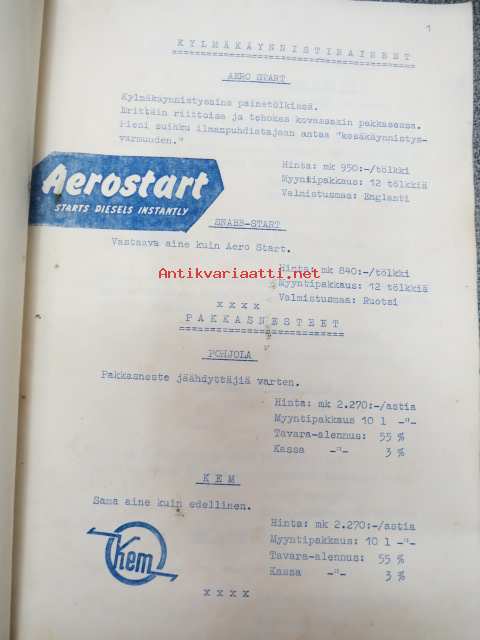 1
KYLMÄKÄYNNISTINAINEET
AERO START
Kylmäkäynnistysaine painetölkissä.
Erittäin riittoisa ja tehokas kovassakin pakkasessa.
Pieni suihku ilmanpuhdistajaan antaa "kesäkäynnistys-
varmuuden."
Hinta: mk 950:-/tölkki
Myyntipakkaus: 12 tölkkiä
Valmistusmaa: Englanti
Aerostart
STARTS DIESELS INSTANTLY
SNABB-START
Vastaava aine kuin Aero Start.
Hinta: mk 840:-/tölkki
Myyntipakkaus: 12 tölkkiä
Valmistusmaa: Ruotsi
Antikvariaatti.net
x x x x
PAKKASNESTEET
POHJOLA
Pakkasneste jäähdyttäjiä varten.
Hinta: mk 2.270:-/astia
Myyntipakkaus 10 l -"-
Tavara-alennus: 55 %
Kassa -"- 3 %
KEM
Sama aine kuin edellinen.
Kem
Hinta: mk 2.270:-/astia
Myyntipakkaus: 10 l -"-
Tavara-alennus: 55 %
Kassa -"- 3 %
x x x x